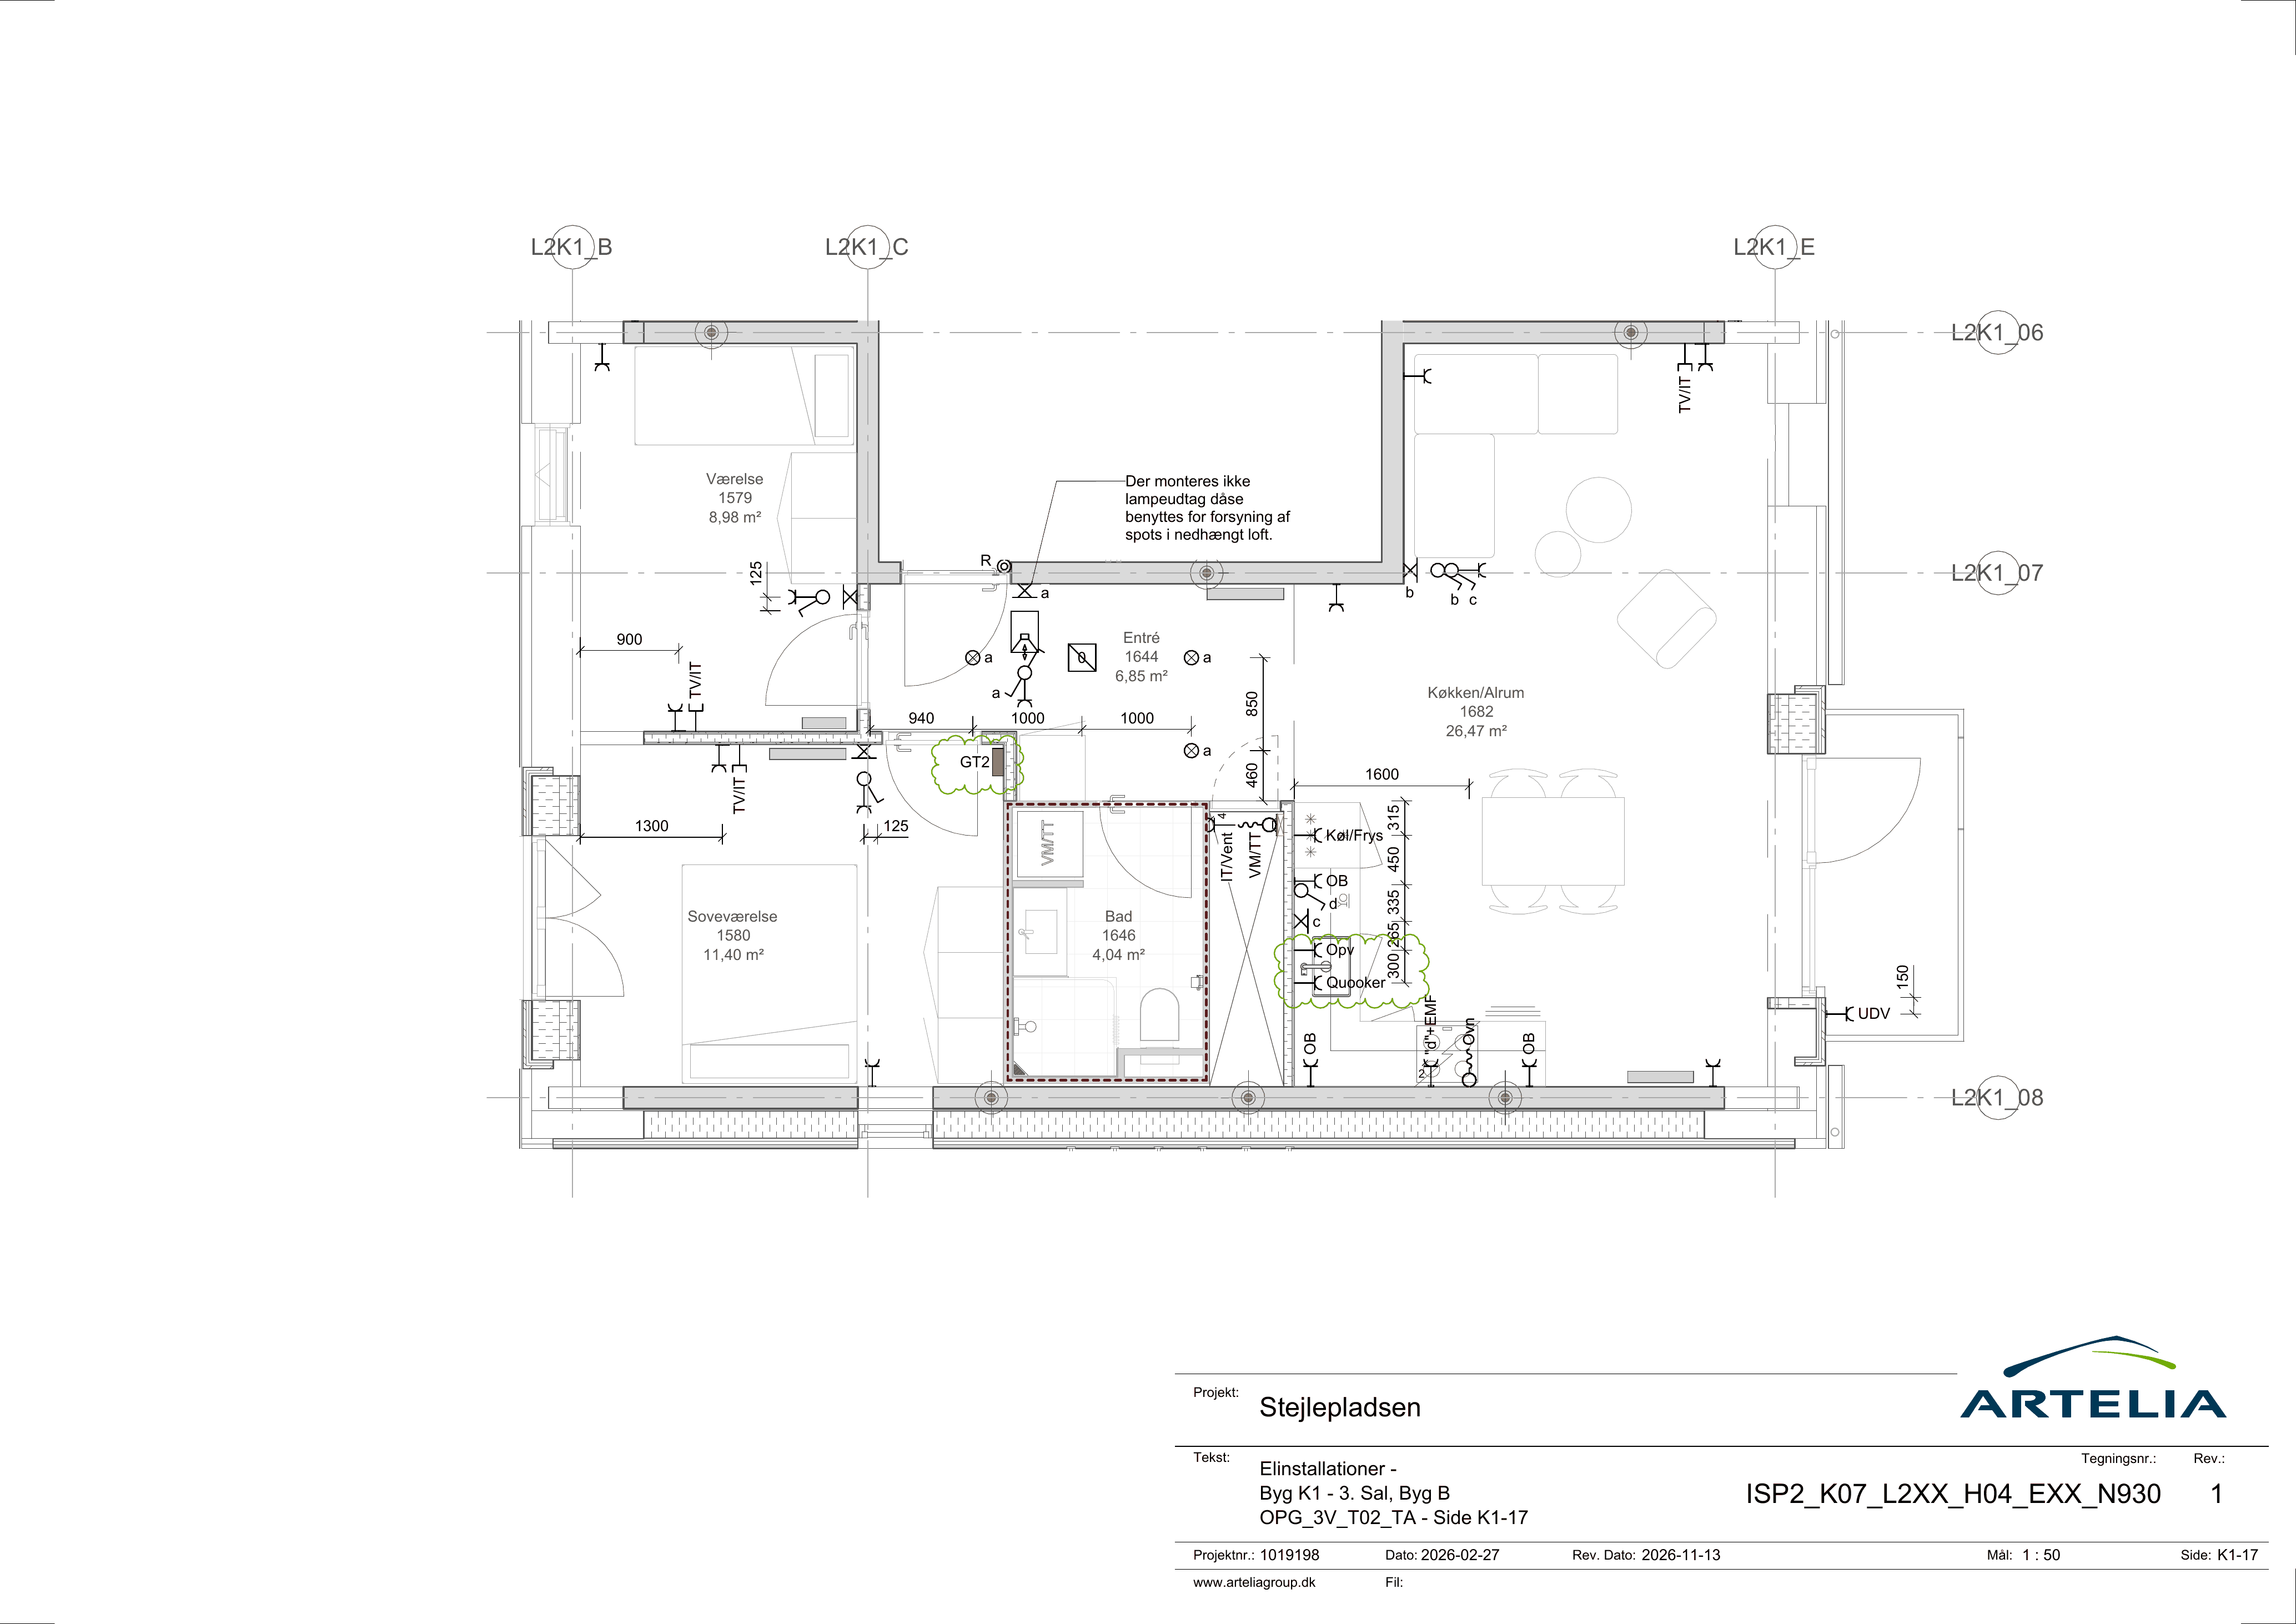 L2K1_B
L2K1_C
L2K1_E
L2K1_06
TV/IT
Værelse
1579
8,98 m²
Der monteres ikke
lampeudtag dåse
benyttes for forsyning af
spots i nedhængt loft.
R
L2K1_07
125
a
b
b c
900
Entré
1644
6,85 m²
a
a
0
a
TV/IT
Køkken/Alrum
1682
26,47 m²
850
940
1000
1000
a
GT2
460
1600
TV/IT
1300
125
VM/TT
4
IT/Vent
VM/TT
Køl/Frys
315
450
OB
335
d
c
265
Soveværelse
1580
11,40 m²
Bad
1646
4,04 m²
Opv
300
Quooker
150
UDV
OB
"d"+EMF
2
Ovn
OB
L2K1_08
ARTELIA
Projekt:
Stejlepladsen
Tekst:
Elinstallationer -
Byg K1 - 3. Sal, Byg B
OPG_3V_T02_TA - Side K1-17
Tegningsnr.:
Rev.:
ISP2_K07_L2XX_H04_EXX_N930
1
Projektnr.: 1019198
Dato: 2026-02-27
Rev. Dato: 2026-11-13
Mål: 1 : 50
Side: K1-17
www.arteliagroup.dk
Fil: